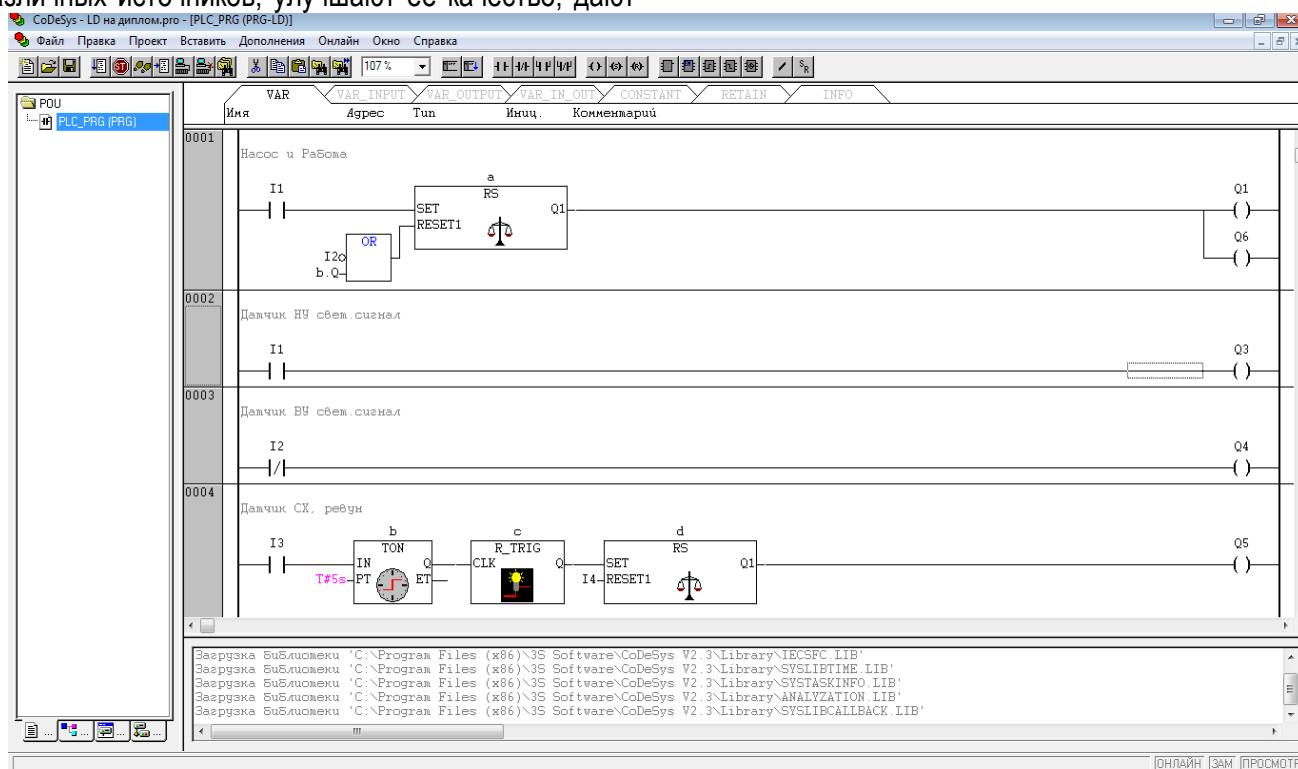 азличных источников, улучшают ее качество, дают
CoDeSys - LD на диплом.pro - [PLC_PRG (PRG-LD)]
Файл Правка Проект Вставить Дополнения Онлайн Окно Справка
107 %
POU
PLC_PRG (PRG)
VAR VAR_INPUT VAR_OUTPUT VAR_IN_OUT CONSTANT RETAIN INFO
Имя Адрес Тип Иниц. Комментарий
0001
Насос и Работа
I1
a
RS
SET Q1
RESET1
OR
I2
b.Q
Q1
Q6
0002
Датчик НУ свет.сигнал
I1
Q3
0003
Датчик ВУ свет.сигнал
I2
Q4
0004
Датчик СХ, ревун
I3
b
TON
IN Q
T#5s PT ET
c
R_TRIG
CLK Q
d
RS
SET Q1
I4 RESET1
Q5
Загрузка библиотеки 'C:\Program Files (x86)\3S Software\CoDeSys V2.3\Library\IECSFC.LIB'
Загрузка библиотеки 'C:\Program Files (x86)\3S Software\CoDeSys V2.3\Library\SYSLIBTIME.LIB'
Загрузка библиотеки 'C:\Program Files (x86)\3S Software\CoDeSys V2.3\Library\SYSTASKINFO.LIB'
Загрузка библиотеки 'C:\Program Files (x86)\3S Software\CoDeSys V2.3\Library\ANALYZATION.LIB'
Загрузка библиотеки 'C:\Program Files (x86)\3S Software\CoDeSys V2.3\Library\SYSLIBCALLBACK.LIB'
ОНЛАЙН ЗАМ ПРОСМОТР